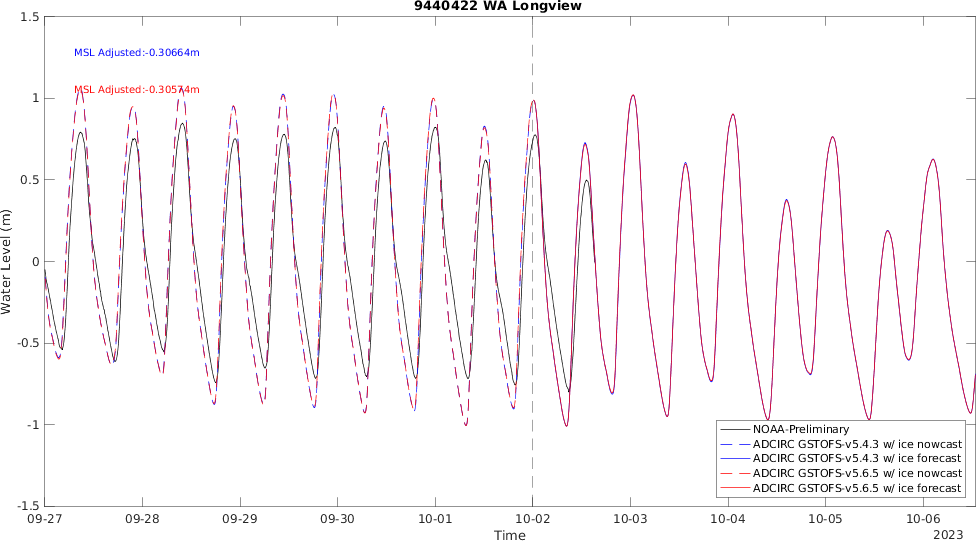 9440422 WA Longview
1.5
1
0.5
0
-0.5
-1
-1.5
Water Level (m)
MSL Adjusted:-0.30664m
MSL Adjusted:-0.30574m
NOAA-Preliminary
ADCIRC GSTOFS-v5.4.3 w/ ice nowcast
ADCIRC GSTOFS-v5.4.3 w/ ice forecast
ADCIRC GSTOFS-v5.6.5 w/ ice nowcast
ADCIRC GSTOFS-v5.6.5 w/ ice forecast
09-27 09-28 09-29 09-30 10-01 10-02 10-03 10-04 10-05 10-06
Time
2023